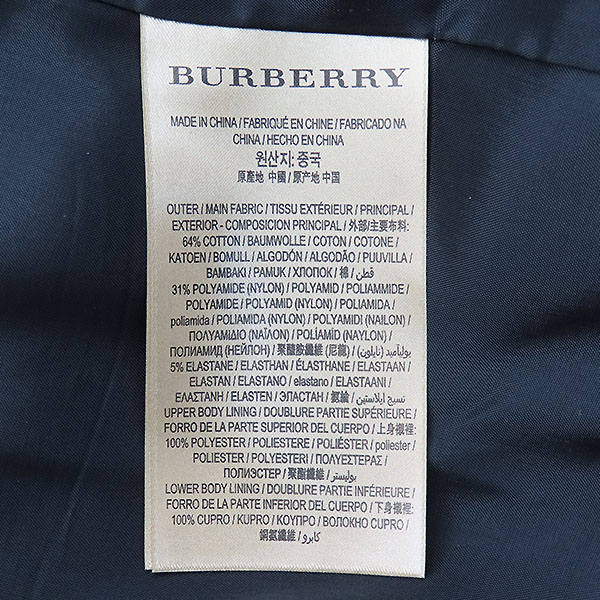 BURBERRY
MADE IN CHINA / FABRIQUÉ EN CHINE / FABRICADO NA
CHINA / HECHO EN CHINA
원산지: 중국
原產地 中國 / 原产地 中国
OUTER / MAIN FABRIC / TISSU EXTÉRIEUR / PRINCIPAL /
EXTERIOR - COMPOSICION PRINCIPAL / 外部/主要布料:
64% COTTON / BAUMWOLLE / COTON / COTONE /
KATOEN / BOMULL / ALGODÓN / ALGODÃO / PUUVILLA /
BAMBAKI / PAMUK / ХЛОПОК / 棉 / قطن /
31% POLYAMIDE (NYLON) / POLYAMID / POLIAMMIDE /
POLYAMIDE / POLYAMID (NYLON) / POLIAMIDA /
poliamida / POLIAMIDA (NYLON) / POLYAMIDI (NAILON) /
ΠΟΛΥΑΜΙΔΙΟ (ΝΑΪΛΟΝ) / POLİAMİD (NAYLON) /
ПОЛИАМИД (НЕЙЛОН) / 聚醯胺纖維 (尼龍) / بوليآميد (نايلون) /
5% ELASTANE / ELASTHAN / ÉLASTHANE / ELASTAAN /
ELASTAN / ELASTANO / elastano / ELASTAANI /
ΕΛΑΣΤΑΝΗ / ELASTEN / ЭЛАСТАН / 氨綸 / نسيج ايلاستين /
UPPER BODY LINING / DOUBLURE PARTIE SUPÉRIEURE /
FORRO DE LA PARTE SUPERIOR DEL CUERPO / 上身襯裡:
100% POLYESTER / POLIESTERE / POLIÉSTER / poliester /
POLIESTER / POLYESTERI / ΠΟΛΥΕΣΤΕΡΑΣ /
ПОЛИЭСТЕР / 聚酯纖維 / بوليستر /
LOWER BODY LINING / DOUBLURE PARTIE INFÉRIEURE /
FORRO DE LA PARTE INFERIOR DEL CUERPO / 下身襯裡:
100% CUPRO / KUPRO / ΚΟΥΠΡΟ / ВОЛОКНО CUPRO /
銅氨纖維 / كابرو /